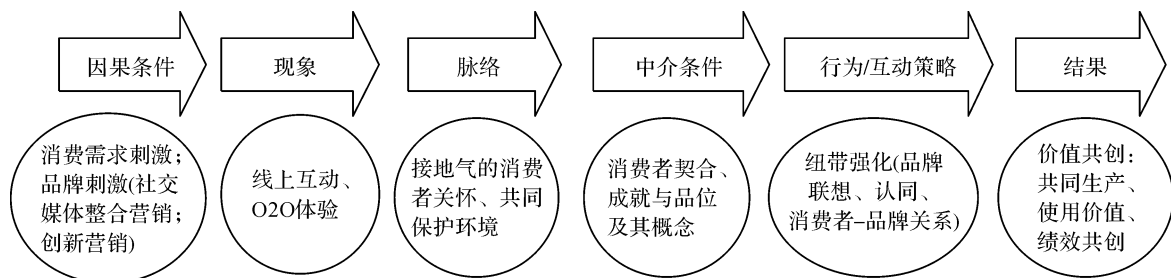 因果条件
现象
脉络
中介条件
行为/互动策略
结果
消费需求刺激；
品牌刺激(社交
媒体整合营销；
创新营销)
线上互动、
O2O体验
接地气的消费
者关怀、共同
保护环境
消费者契合、
成就与品位
及其概念
纽带强化(品牌
联想、认同、
消费者–品牌关系)
价值共创：
共同生产、
使用价值、
绩效共创